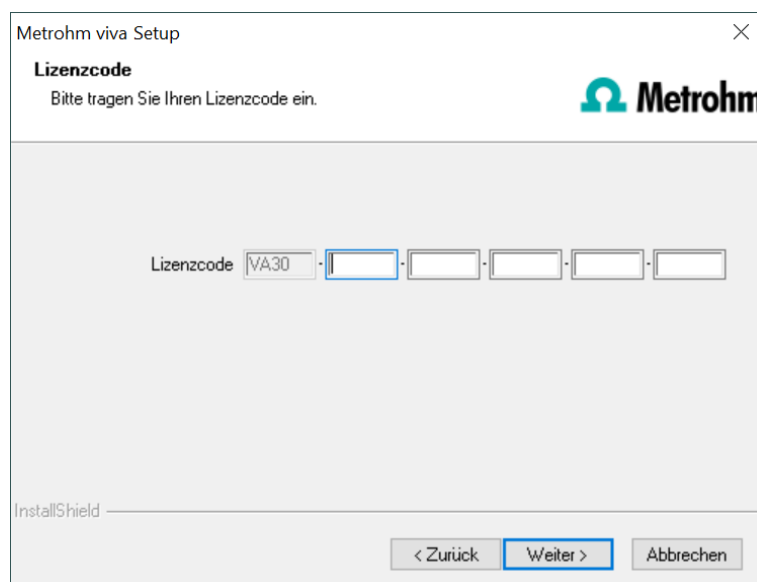 Metrohm viva Setup
Lizenzcode
Bitte tragen Sie Ihren Lizenzcode ein.
Metrohm
Lizenzcode VA30 - - - - -
InstallShield
< Zurück Weiter > Abbrechen